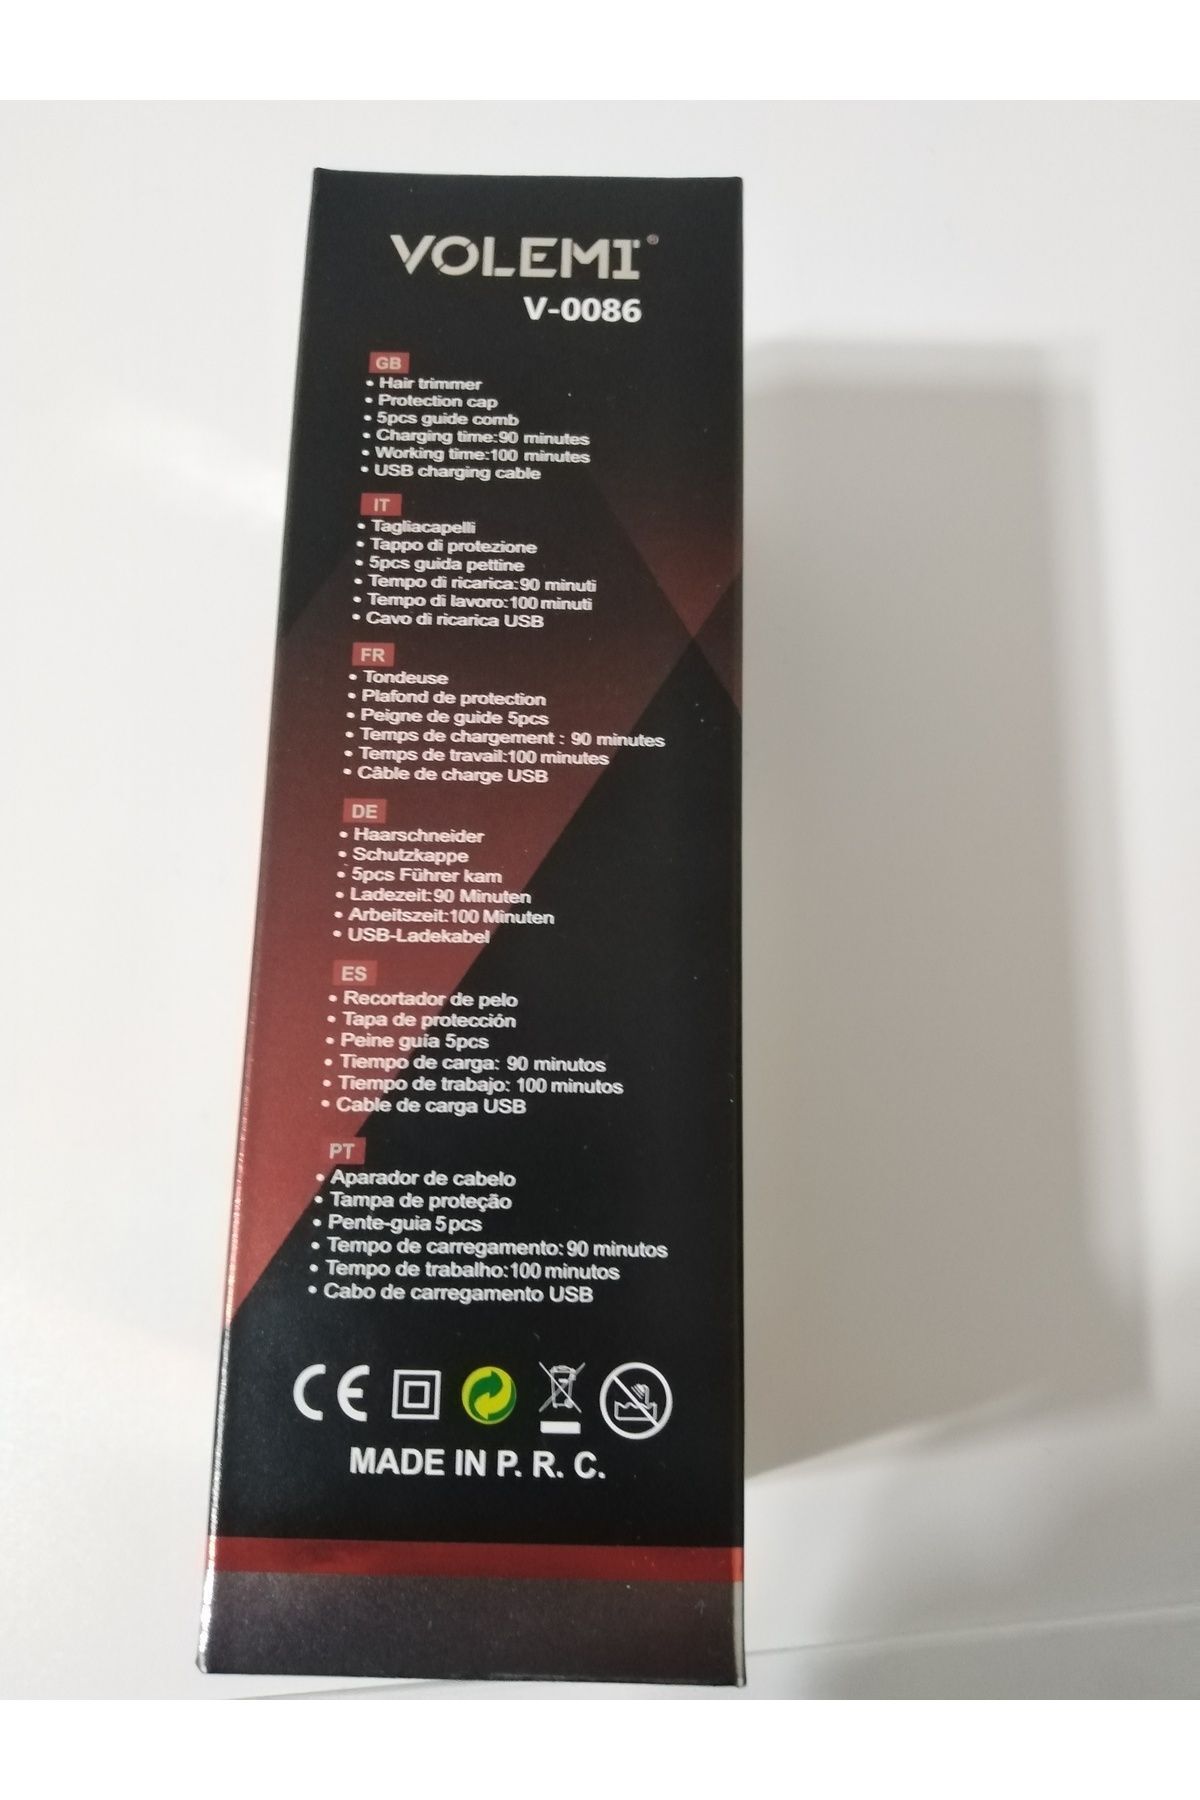 VOLEMI®
V-0086
GB
• Hair trimmer
• Protection cap
• 5pcs guide comb
• Charging time:90 minutes
• Working time:100 minutes
• USB charging cable
IT
• Tagliacapelli
• Tappo di protezione
• 5pcs guida pettine
• Tempo di ricarica:90 minuti
• Tempo di lavoro:100 minuti
• Cavo di ricarica USB
FR
• Tondeuse
• Plafond de protection
• Peigne de guide 5pcs
• Temps de chargement : 90 minutes
• Temps de travail:100 minutes
• Câble de charge USB
DE
• Haarschneider
• Schutzkappe
• 5pcs Führer kam
• Ladezeit:90 Minuten
• Arbeitszeit:100 Minuten
• USB-Ladekabel
ES
• Recortador de pelo
• Tapa de protección
• Peine guía 5pcs
• Tiempo de carga: 90 minutos
• Tiempo de trabajo: 100 minutos
• Cable de carga USB
PT
• Aparador de cabelo
• Tampa de proteção
• Pente-guia 5pcs
• Tempo de carregamento:90 minutos
• Tempo de trabalho:100 minutos
• Cabo de carregamento USB
CE
MADE IN P. R. C.